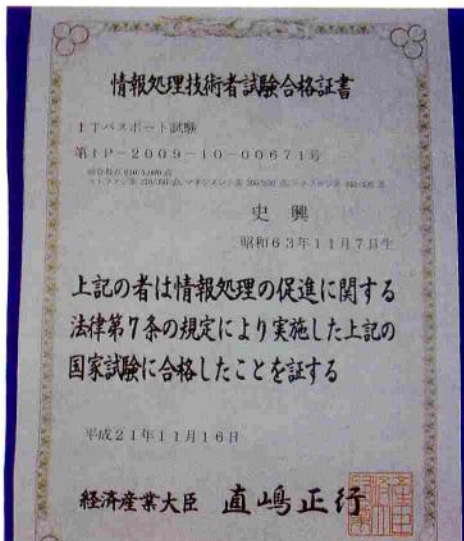 情報処理技術者試験合格証書
ITパスポート試験
第IP-2009-10-00671号
史 興
昭和63年11月7日生
上記の者は情報処理の促進に関する
法律第7条の規定により実施した上記の
国家試験に合格したことを証する
平成21年11月16日
経済産業大臣 直嶋正行